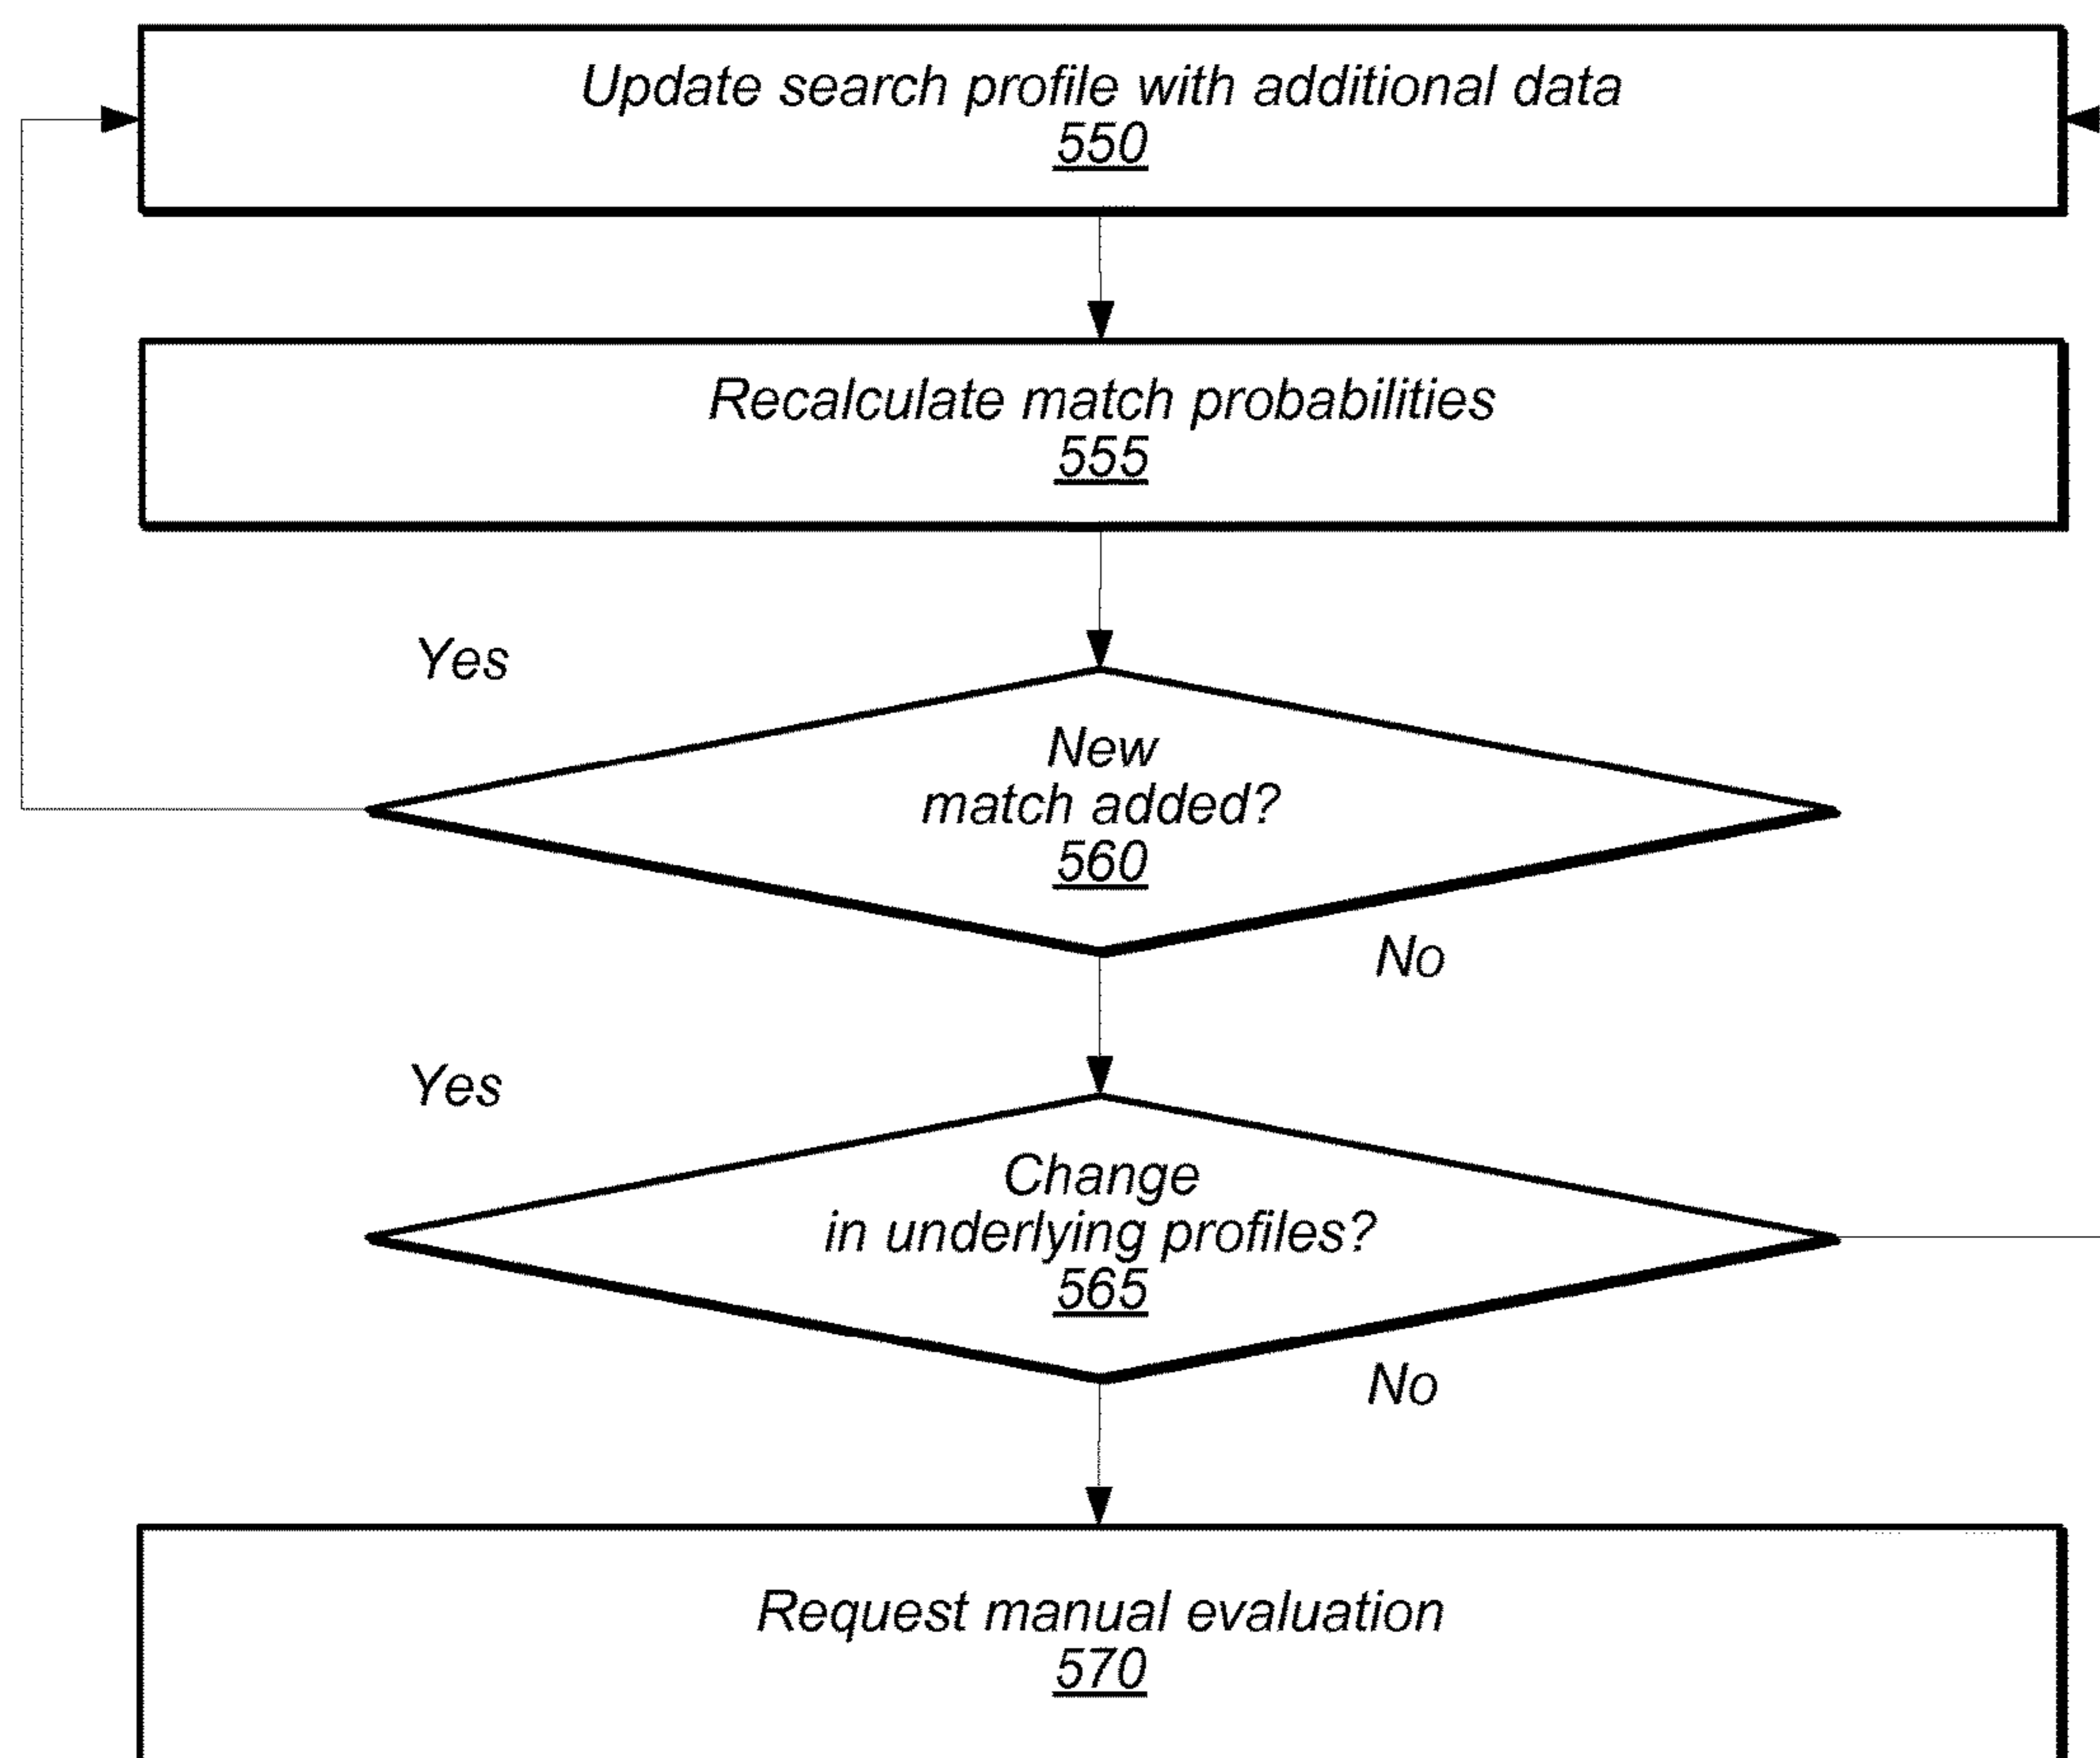 Update search profile with additional data
550
Recalculate match probabilities
555
Yes
New
match added?
560
No
Yes
Change
in underlying profiles?
565
No
Request manual evaluation
570